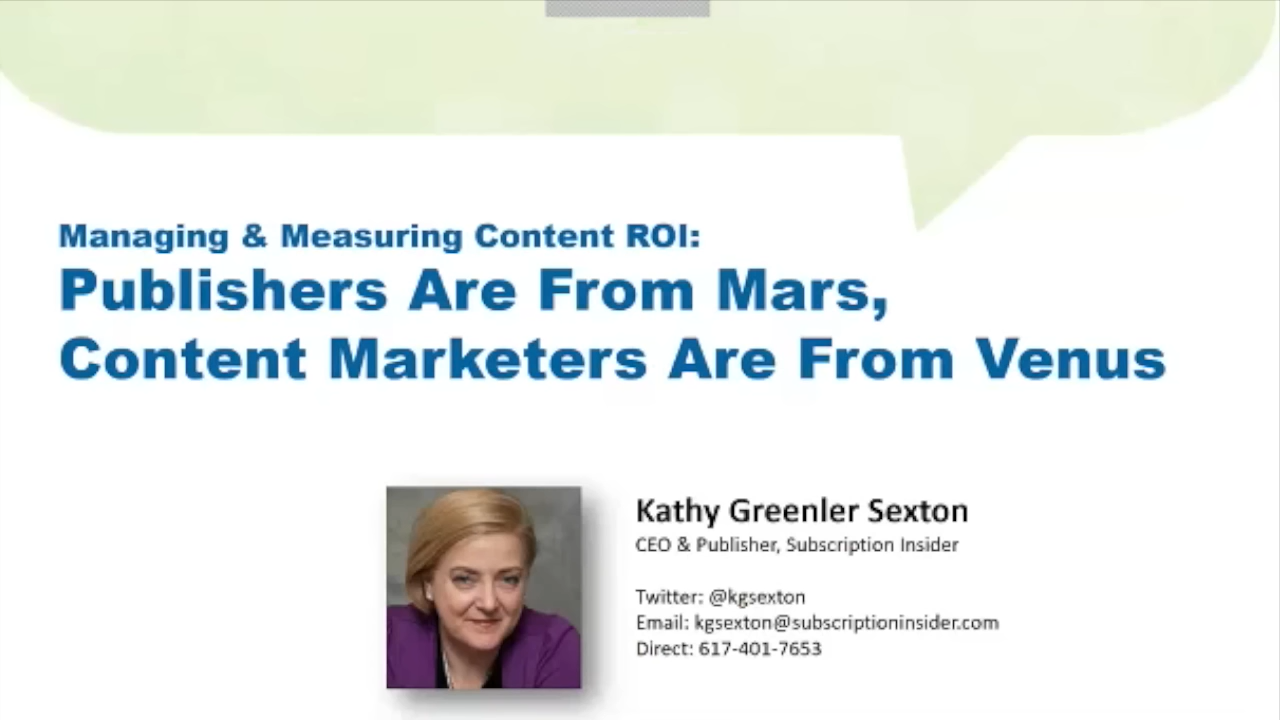 Managing & Measuring Content ROI:
Publishers Are From Mars,
Content Marketers Are From Venus
Kathy Greenler Sexton
CEO & Publisher, Subscription Insider
Twitter: @kgsexton
Email: kgsexton@subscriptioninsider.com
Direct: 617-401-7653